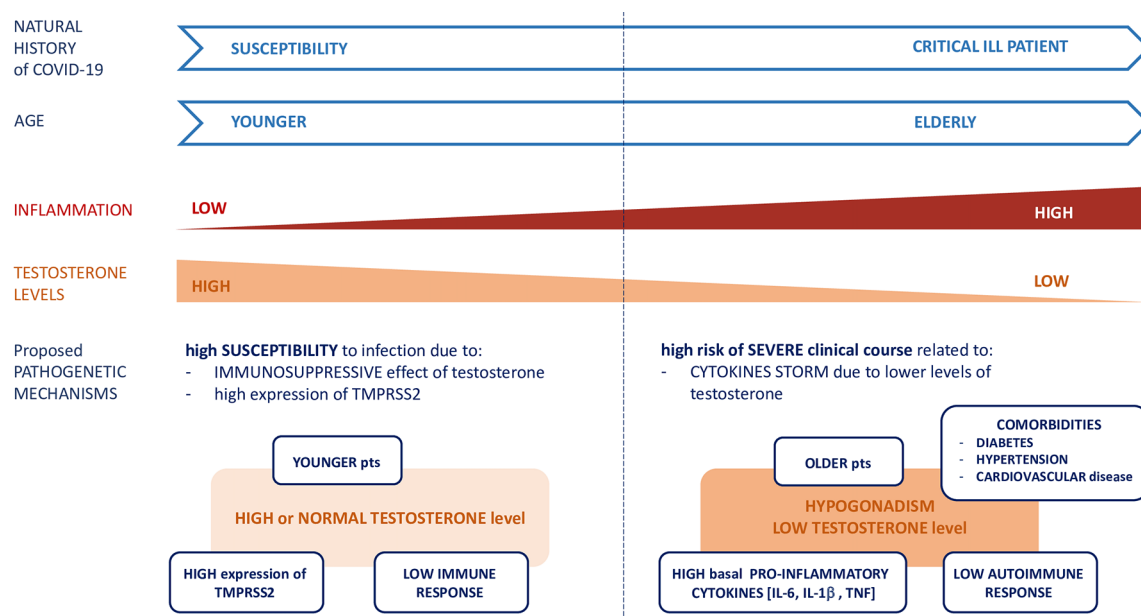 NATURAL
HISTORY
of COVID-19
SUSCEPTIBILITY
CRITICAL ILL PATIENT
AGE
YOUNGER
ELDERLY
INFLAMMATION
LOW
HIGH
TESTOSTERONE
LEVELS
HIGH
LOW
Proposed
PATHOGENETIC
MECHANISMS
high SUSCEPTIBILITY to infection due to:
- IMMUNOSUPPRESSIVE effect of testosterone
- high expression of TMPRSS2
high risk of SEVERE clinical course related to:
- CYTOKINES STORM due to lower levels of
testosterone
YOUNGER pts
HIGH or NORMAL TESTOSTERONE level
HIGH expression of
TMPRSS2
LOW IMMUNE
RESPONSE
OLDER pts
COMORBIDITIES
- DIABETES
- HYPERTENSION
- CARDIOVASCULAR disease
HYPOGONADISM
LOW TESTOSTERONE level
HIGH basal PRO-INFLAMMATORY
CYTOKINES [IL-6, IL-1β , TNF]
LOW AUTOIMMUNE
RESPONSE